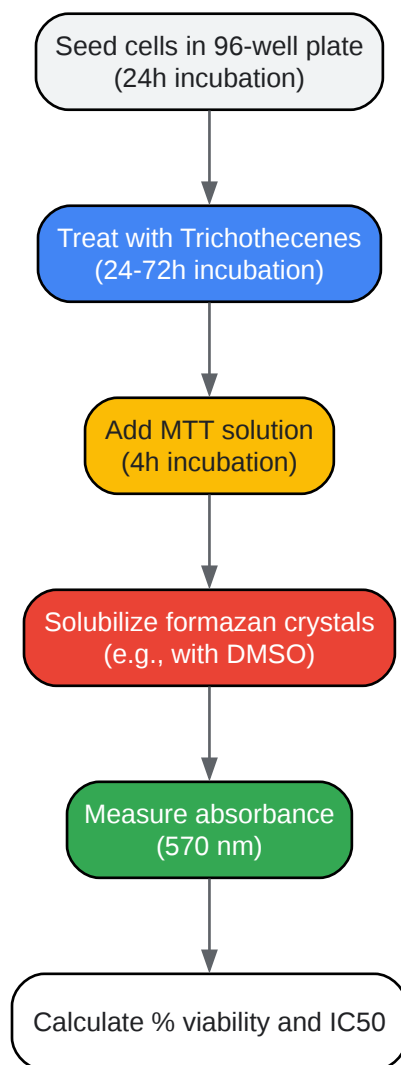 Seed cells in 96-well plate
(24h incubation)
Treat with Trichothecenes
(24-72h incubation)
Add MTT solution
(4h incubation)
Solubilize formazan crystals
(e.g., with DMSO)
Measure absorbance
(570 nm)
Calculate % viability and IC50